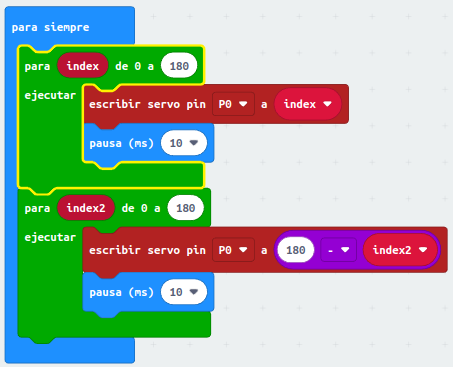 para siempre
para index de 0 a 180
ejecutar
escribir servo pin P0 a index
pausa (ms) 10
para index2 de 0 a 180
ejecutar
escribir servo pin P0 a 180 - index2
pausa (ms) 10